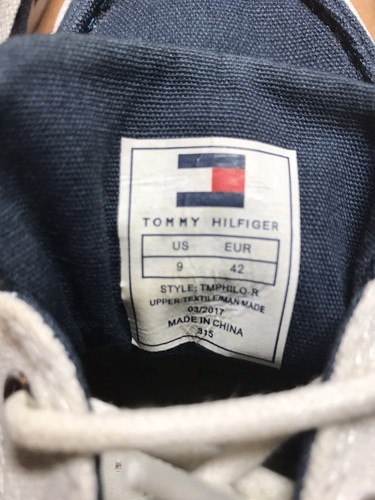 TOMMY HILFIGER
US EUR
9 42
STYLE: TMPHILO-R
UPPER:TEXTILE/MAN MADE
03/2017
MADE IN CHINA
315